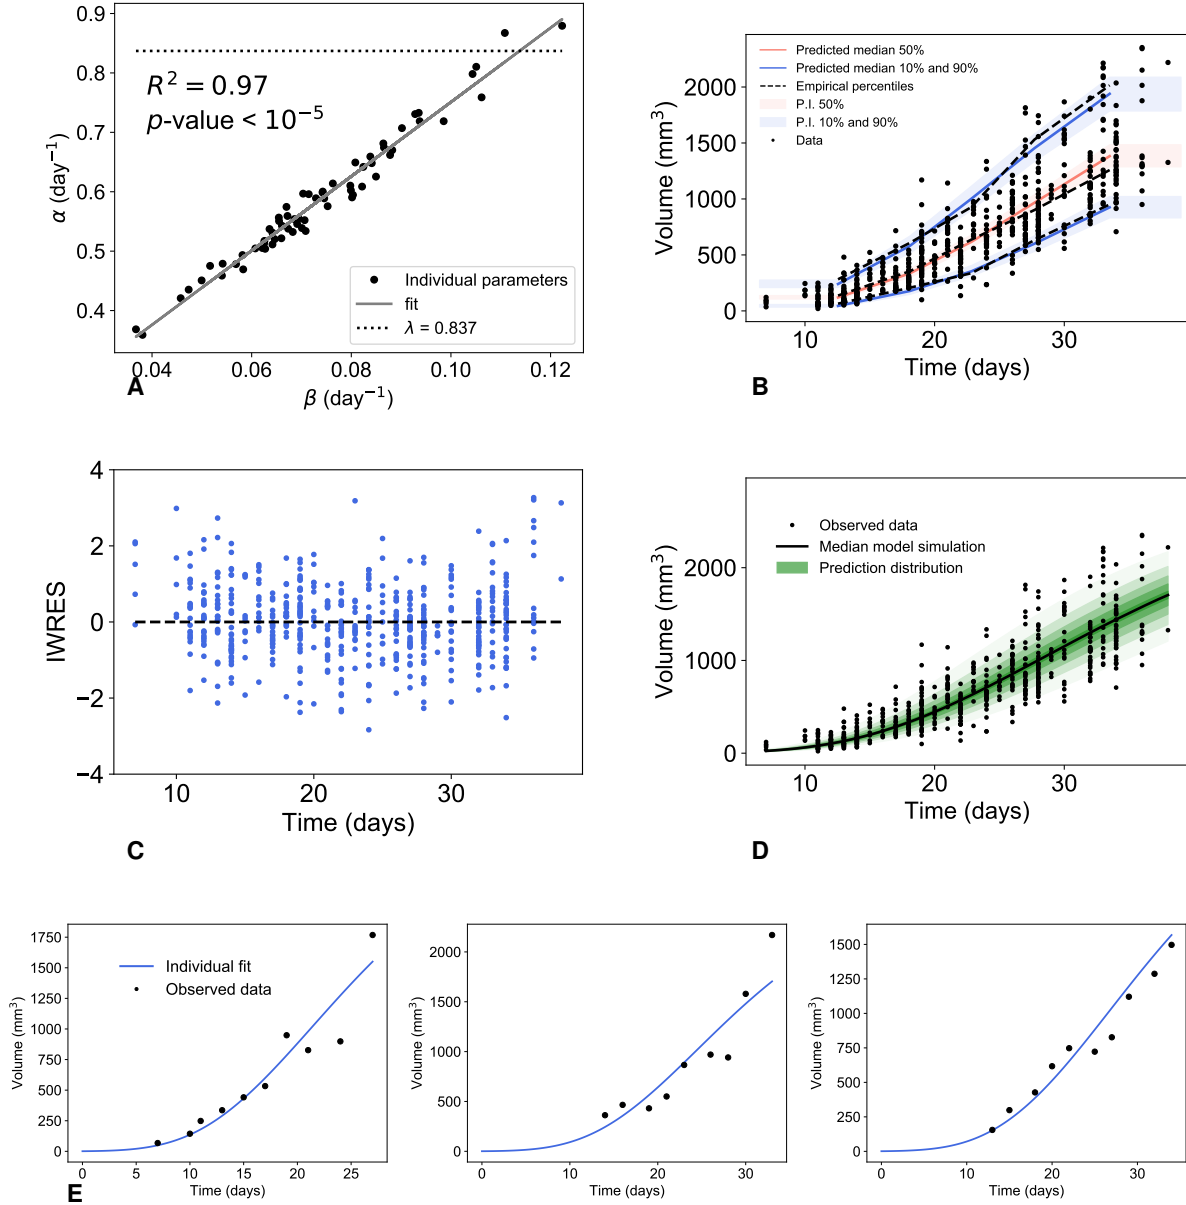 0.9
0.8
0.7
0.6
0.5
0.4
α (day⁻¹)
R² = 0.97
p-value < 10⁻⁵
Individual parameters
fit
λ = 0.837
0.04
0.06
0.08
0.10
0.12
β (day⁻¹)
A
2000
1500
1000
500
0
Volume (mm³)
Predicted median 50%
Predicted median 10% and 90%
Empirical percentiles
P.I. 50%
P.I. 10% and 90%
Data
10
20
30
Time (days)
B
4
2
0
−2
−4
IWRES
10
20
30
Time (days)
C
2000
1000
0
Volume (mm³)
Observed data
Median model simulation
Prediction distribution
10
20
30
Time (days)
D
1750
1500
1250
1000
750
500
250
0
Volume (mm³)
Individual fit
Observed data
0
5
10
15
20
25
Time (days)
E
2000
1500
1000
500
0
Volume (mm³)
0
10
20
30
Time (days)
1500
1250
1000
750
500
250
0
Volume (mm³)
0
10
20
30
Time (days)